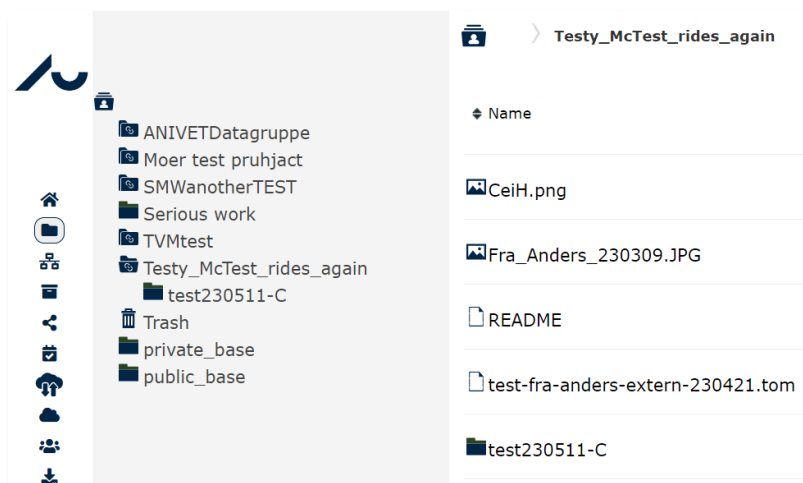 Testy_McTest_rides_again
Name
ANIVETDatagruppe
Moer test pruhjact
SMWanotherTEST
Serious work
TVMtest
Testy_McTest_rides_again
test230511-C
Trash
private_base
public_base
CeiH.png
Fra_Anders_230309.JPG
README
test-fra-anders-extern-230421.tom
test230511-C